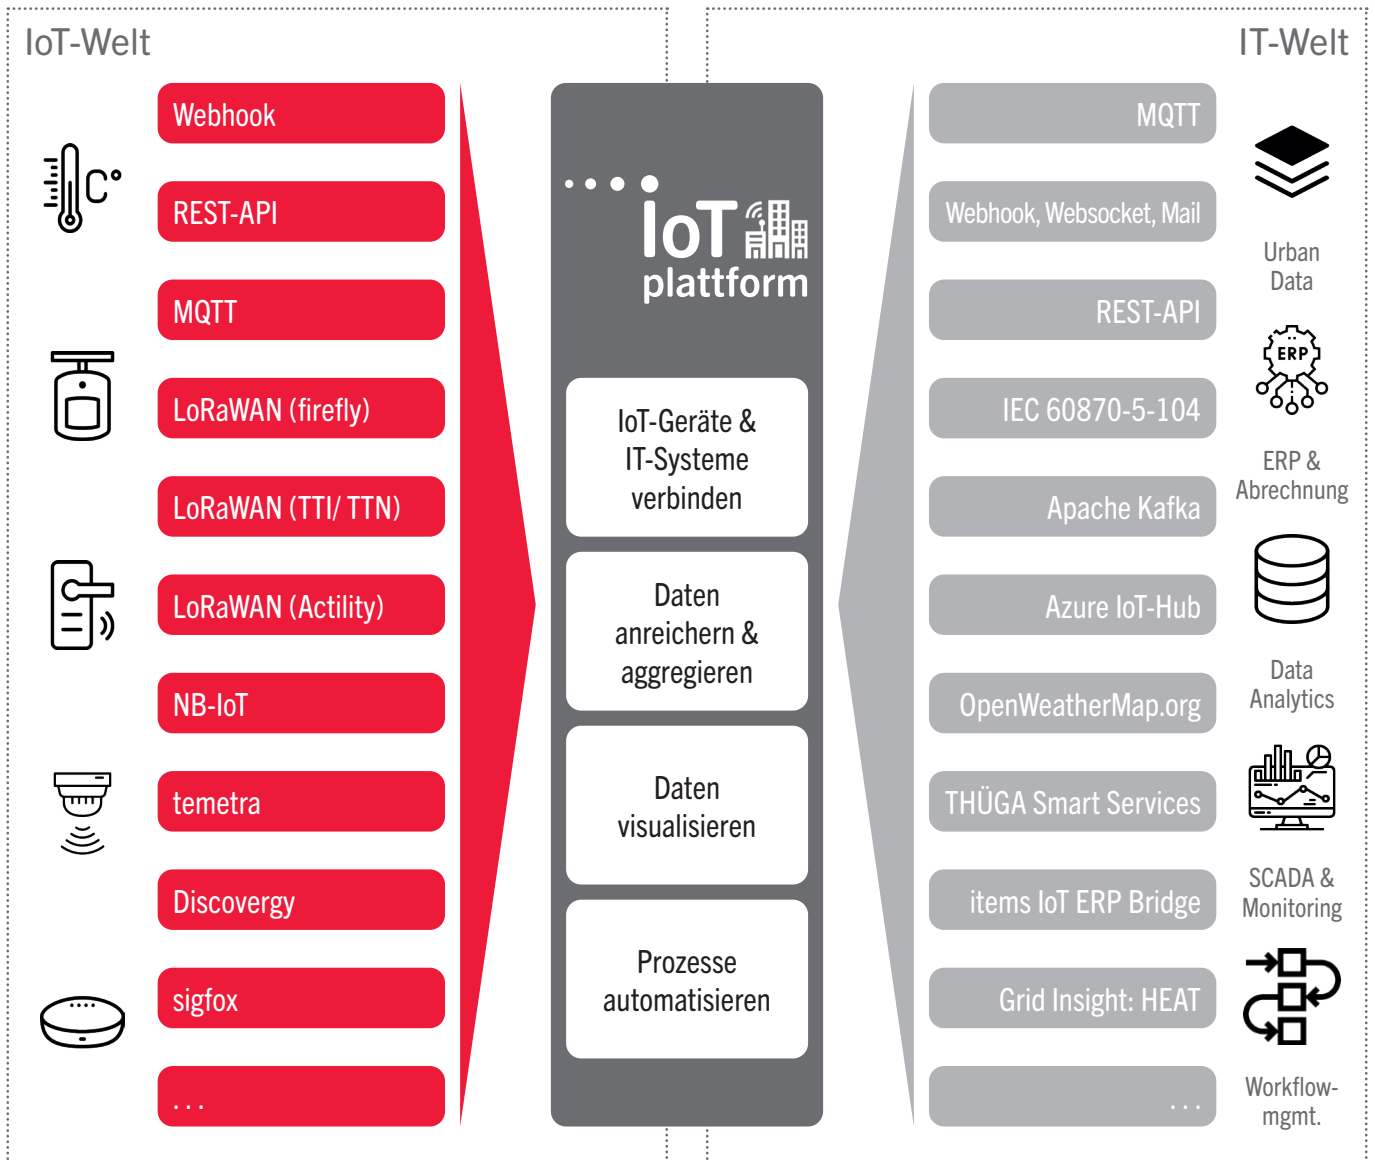 IoT-Welt
Webhook
REST-API
MQTT
LoRaWAN (firefly)
LoRaWAN (TTI/ TTN)
LoRaWAN (Actility)
NB-IoT
temetra
Discovergy
sigfox
...
C°
IoT
plattform
IoT-Geräte &
IT-Systeme
verbinden
Daten
anreichern &
aggregieren
Daten
visualisieren
Prozesse
automatisieren
IT-Welt
MQTT
Webhook, Websocket, Mail
REST-API
IEC 60870-5-104
Apache Kafka
Azure IoT-Hub
OpenWeatherMap.org
THÜGA Smart Services
items IoT ERP Bridge
Grid Insight: HEAT
...
Urban
Data
ERP
ERP &
Abrechnung
Data
Analytics
SCADA &
Monitoring
Workflow-
mgmt.